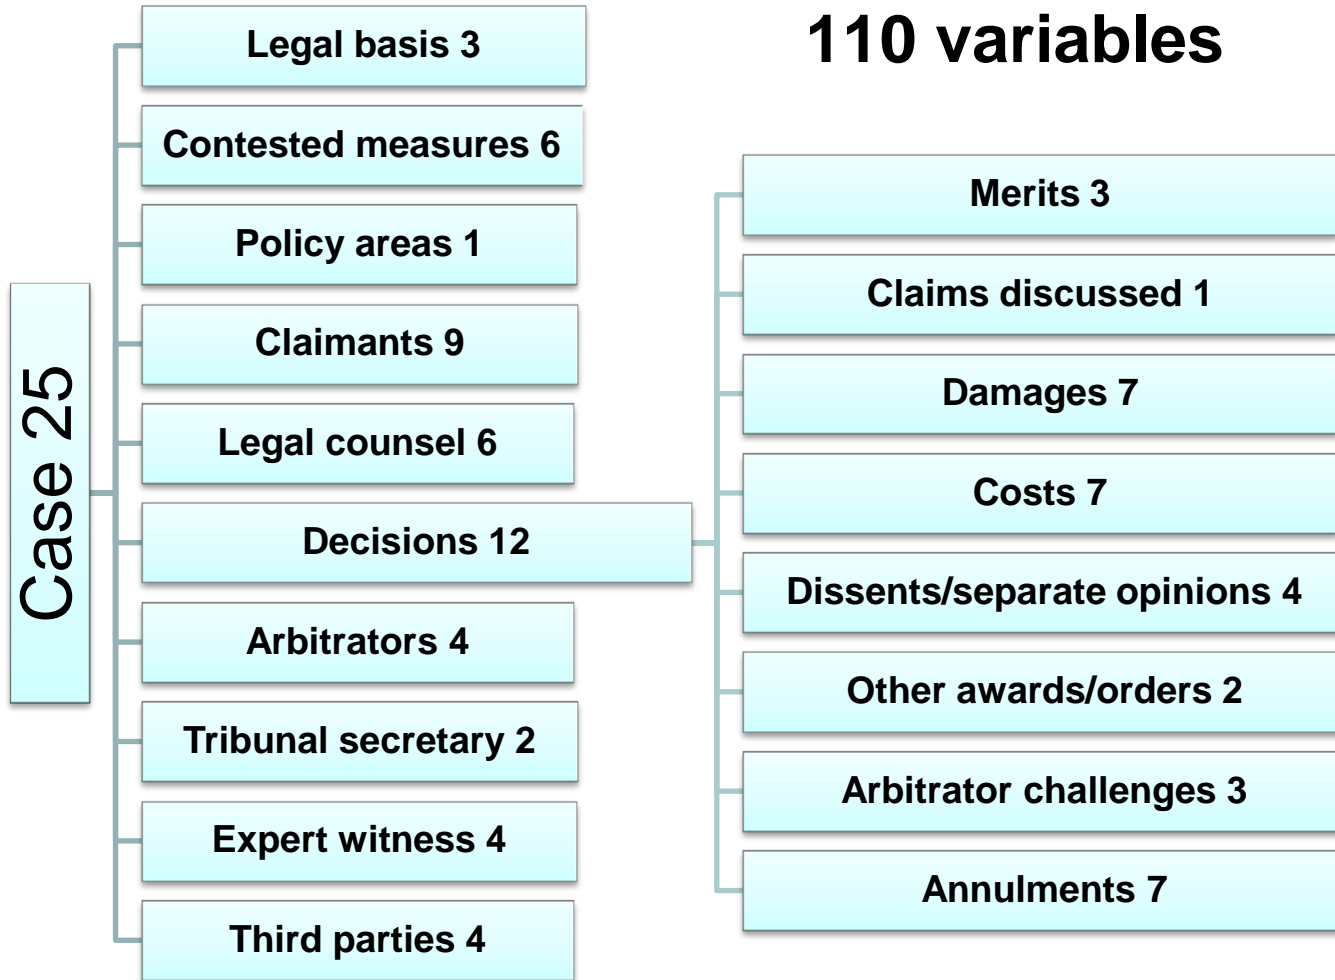 110 variables
Case 25
Legal basis 3
Contested measures 6
Policy areas 1
Claimants 9
Legal counsel 6
Decisions 12
Arbitrators 4
Tribunal secretary 2
Expert witness 4
Third parties 4
Merits 3
Claims discussed 1
Damages 7
Costs 7
Dissents/separate opinions 4
Other awards/orders 2
Arbitrator challenges 3
Annulments 7